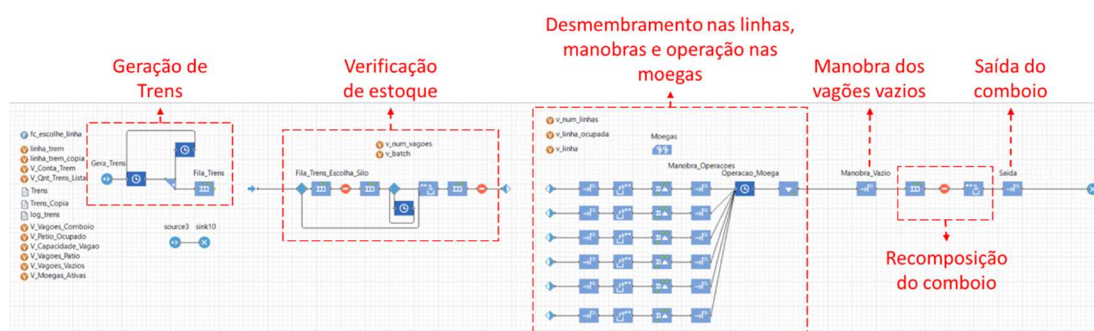 Geração de
Trens
Verificação
de estoque
Desmembramento nas linhas,
manobras e operação nas
moegas
Manobra dos
vagões vazios
Saída do
comboio
fc_escolhe_linha
linha_trem
linha_trem_copia
V_Conta_Trem
V_Qnt_Trens_Lista
Trens
Trens_Copia
log_trens
V_Vagoes_Comboio
V_Patio_Ocupado
V_Capacidade_Vagao
V_Vagoes_Patio
V_Vagoes_Vazios
V_Moegas_Ativas
Gera_Trens
Fila_Trens
source3 sink10
v_num_vagoes
v_batch
Fila_Trens_Escolha_Silo
v_num_linhas
v_linha_ocupada
v_linha
Moegas
Manobra_Operacoes
Operacao_Moega
Manobra_Vazio
Saida
Recomposição
do comboio